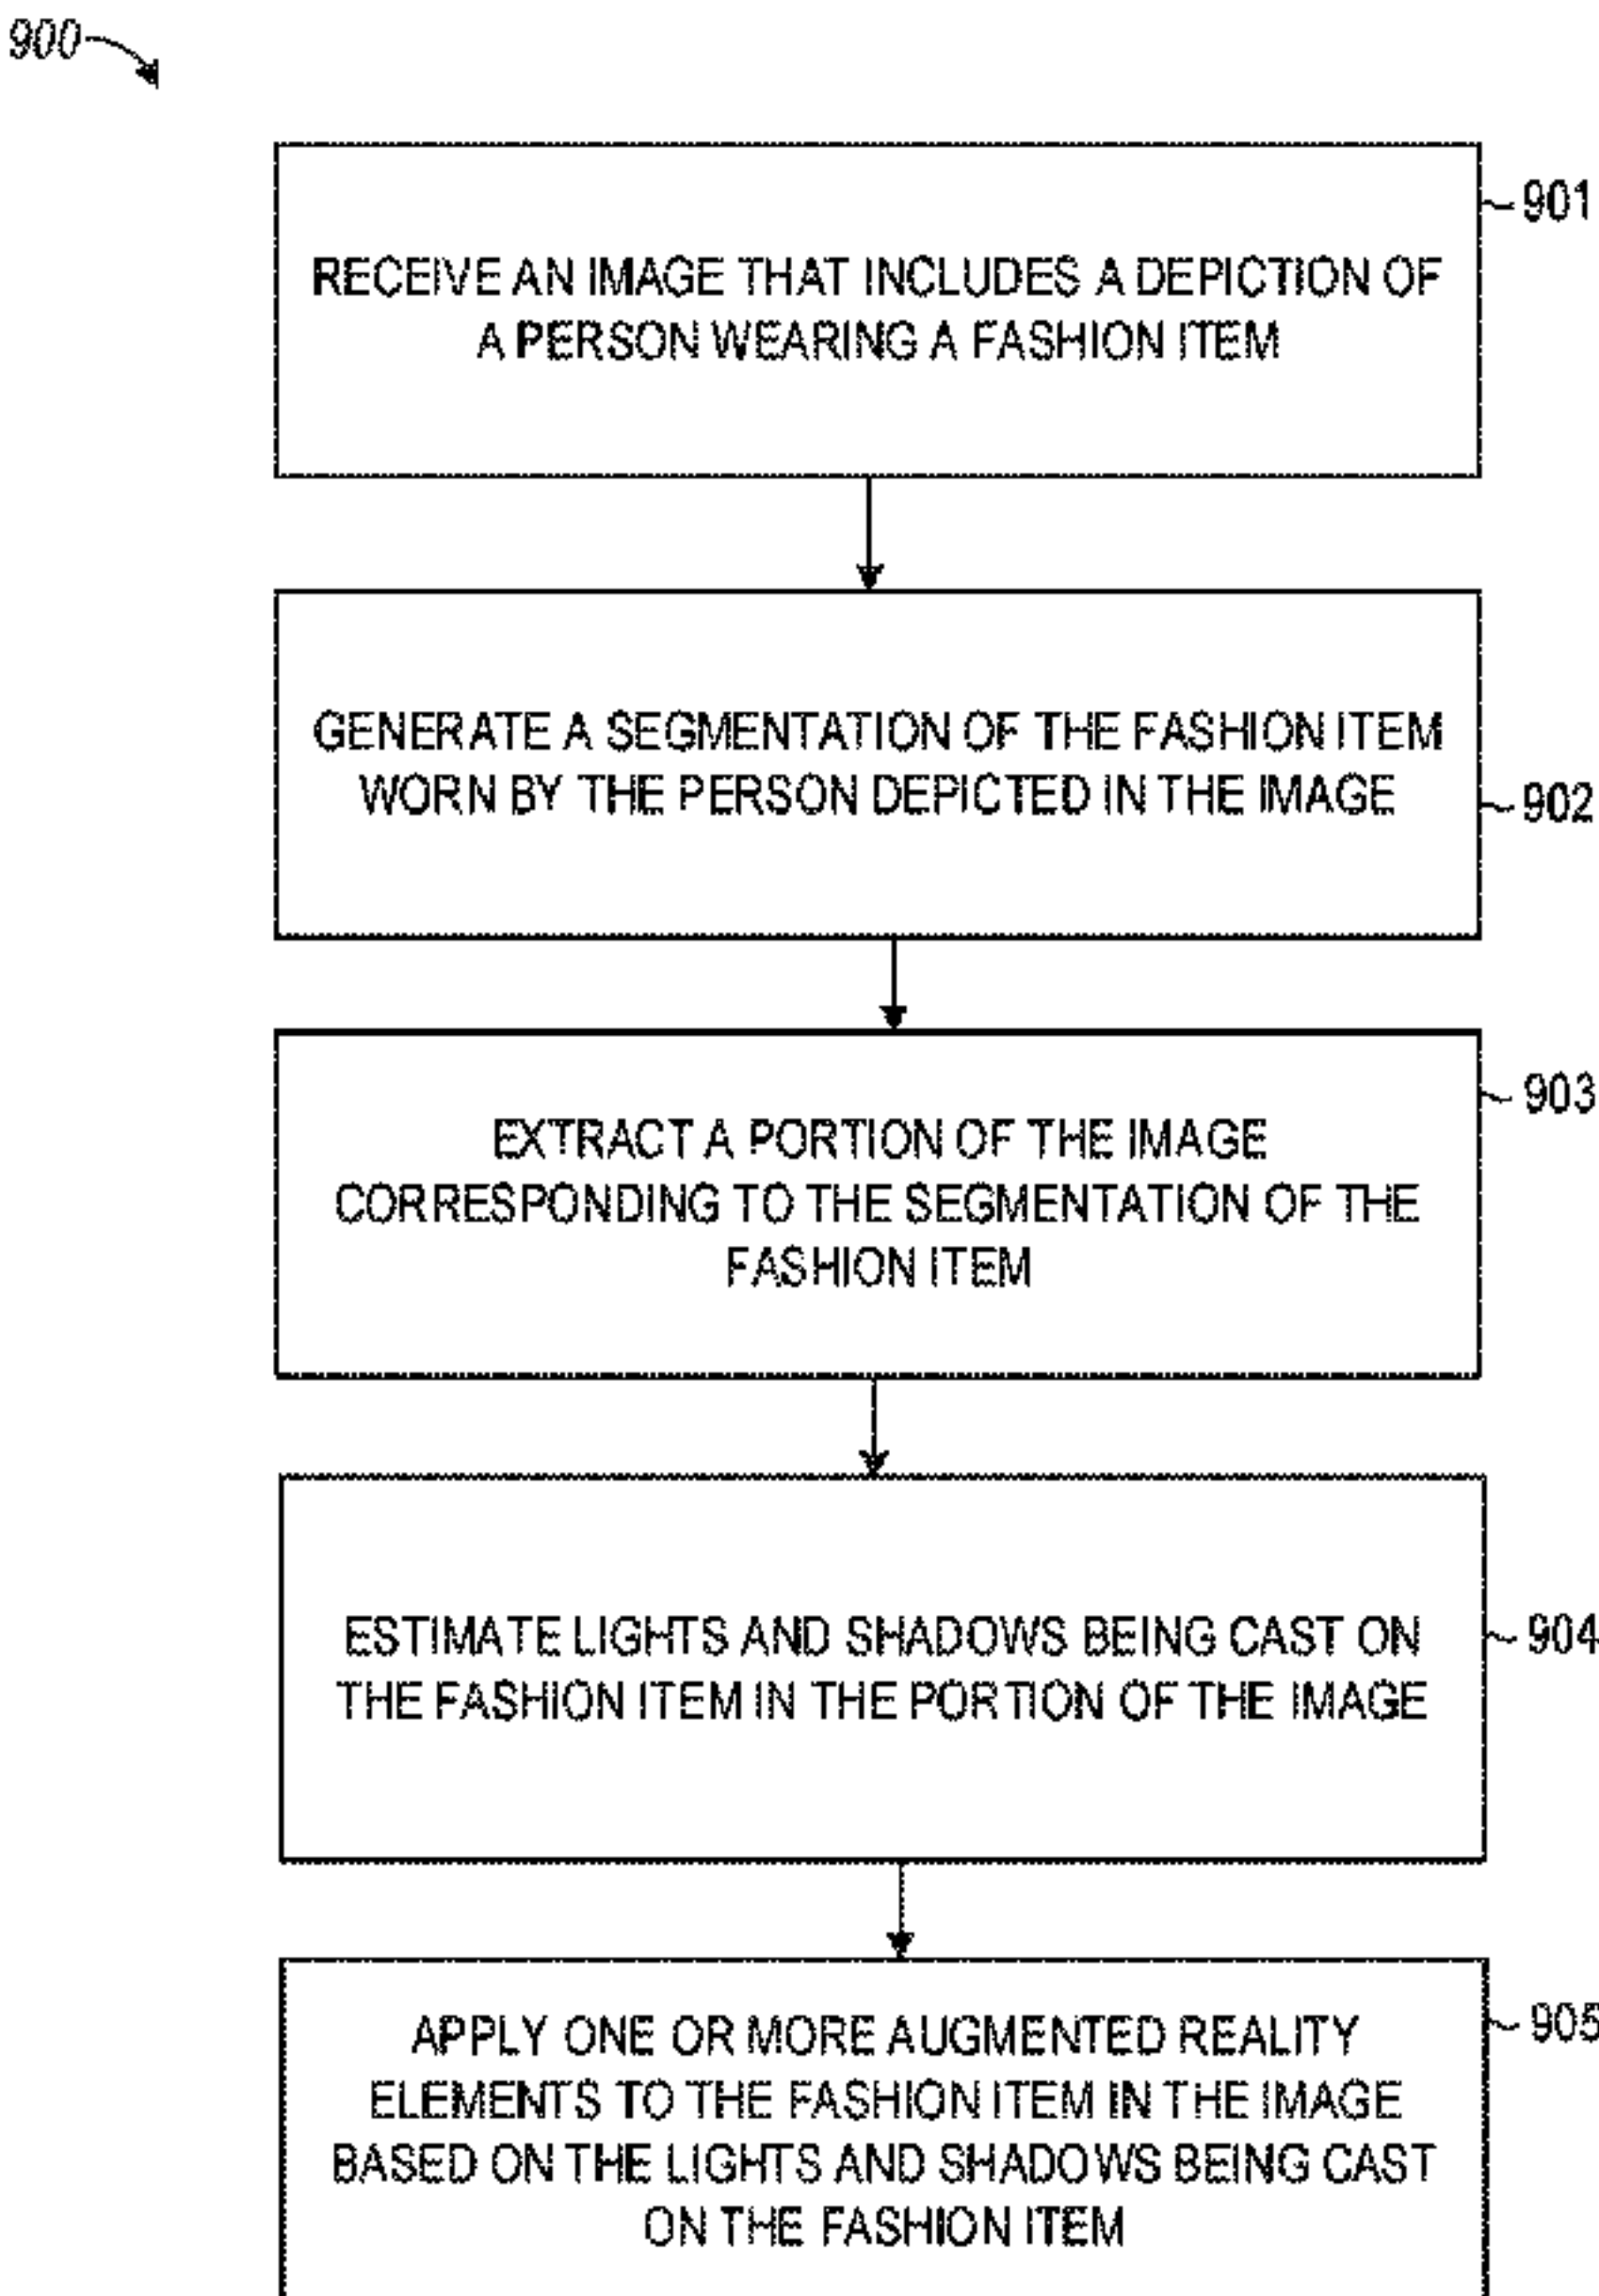 900
901
RECEIVE AN IMAGE THAT INCLUDES A DEPICTION OF
A PERSON WEARING A FASHION ITEM
GENERATE A SEGMENTATION OF THE FASHION ITEM
WORN BY THE PERSON DEPICTED IN THE IMAGE
902
903
EXTRACT A PORTION OF THE IMAGE
CORRESPONDING TO THE SEGMENTATION OF THE
FASHION ITEM
ESTIMATE LIGHTS AND SHADOWS BEING CAST ON
904
THE FASHION ITEM IN THE PORTION OF THE IMAGE
905
APPLY ONE OR MORE AUGMENTED REALITY
ELEMENTS TO THE FASHION ITEM IN THE IMAGE
BASED ON THE LIGHTS AND SHADOWS BEING CAST
ON THE FASHION ITEM